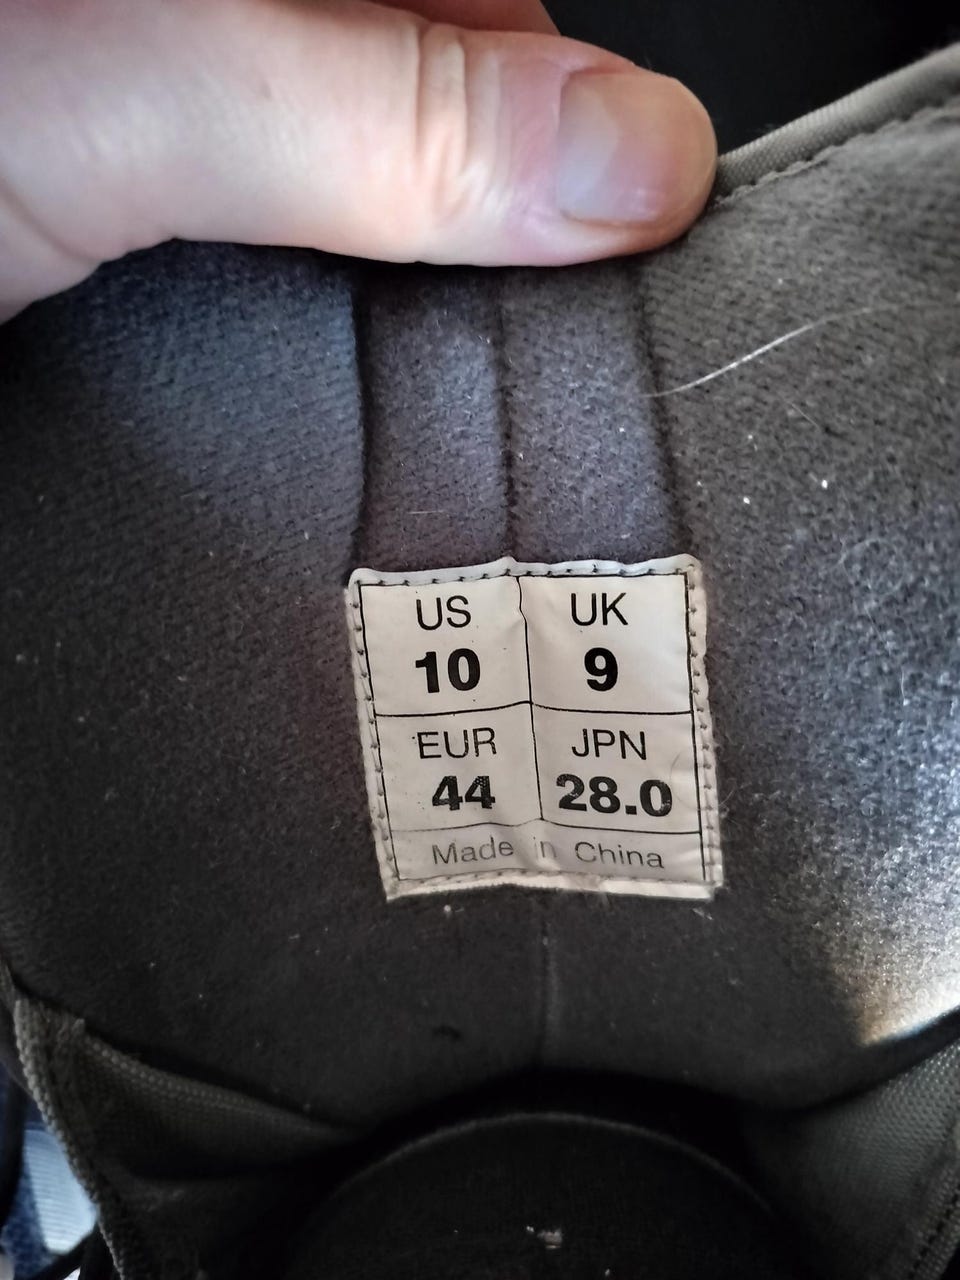 US UK
10 9
EUR JPN
44 28.0
Made in China